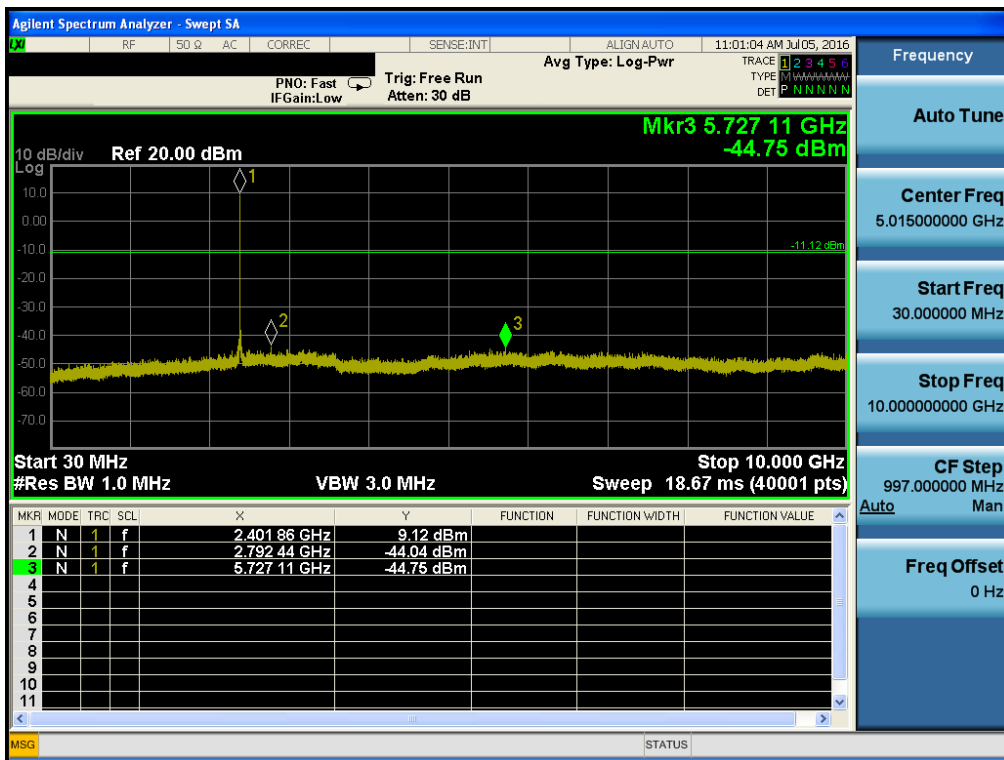 Agilent Spectrum Analyzer - Swept SA
LXI RF 50 Ω AC CORREC SENSE:INT ALIGN AUTO 11:01:04 AM Jul 05, 2016
PNO: Fast
IFGain:Low
Trig: Free Run
Atten: 30 dB
Avg Type: Log-Pwr
TRACE 1 2 3 4 5 6
TYPE M
DET P N N N N N
Mkr3 5.727 11 GHz
-44.75 dBm
10 dB/div Ref 20.00 dBm
Log
10.0
0.00
-10.0
-20.0
-30.0
-40.0
-50.0
-60.0
-70.0
1
2
3
-11.12 dBm
Start 30 MHz Stop 10.000 GHz
#Res BW 1.0 MHz VBW 3.0 MHz Sweep 18.67 ms (40001 pts)
MKR MODE TRC SCL X Y FUNCTION FUNCTION WIDTH FUNCTION VALUE
1 N 1 f 2.401 86 GHz 9.12 dBm
2 N 1 f 2.792 44 GHz -44.04 dBm
3 N 1 f 5.727 11 GHz -44.75 dBm
4
5
6
7
8
9
10
11
MSG STATUS
Frequency
Auto Tune
Center Freq
5.015000000 GHz
Start Freq
30.000000 MHz
Stop Freq
10.000000000 GHz
CF Step
997.000000 MHz
Auto Man
Freq Offset
0 Hz